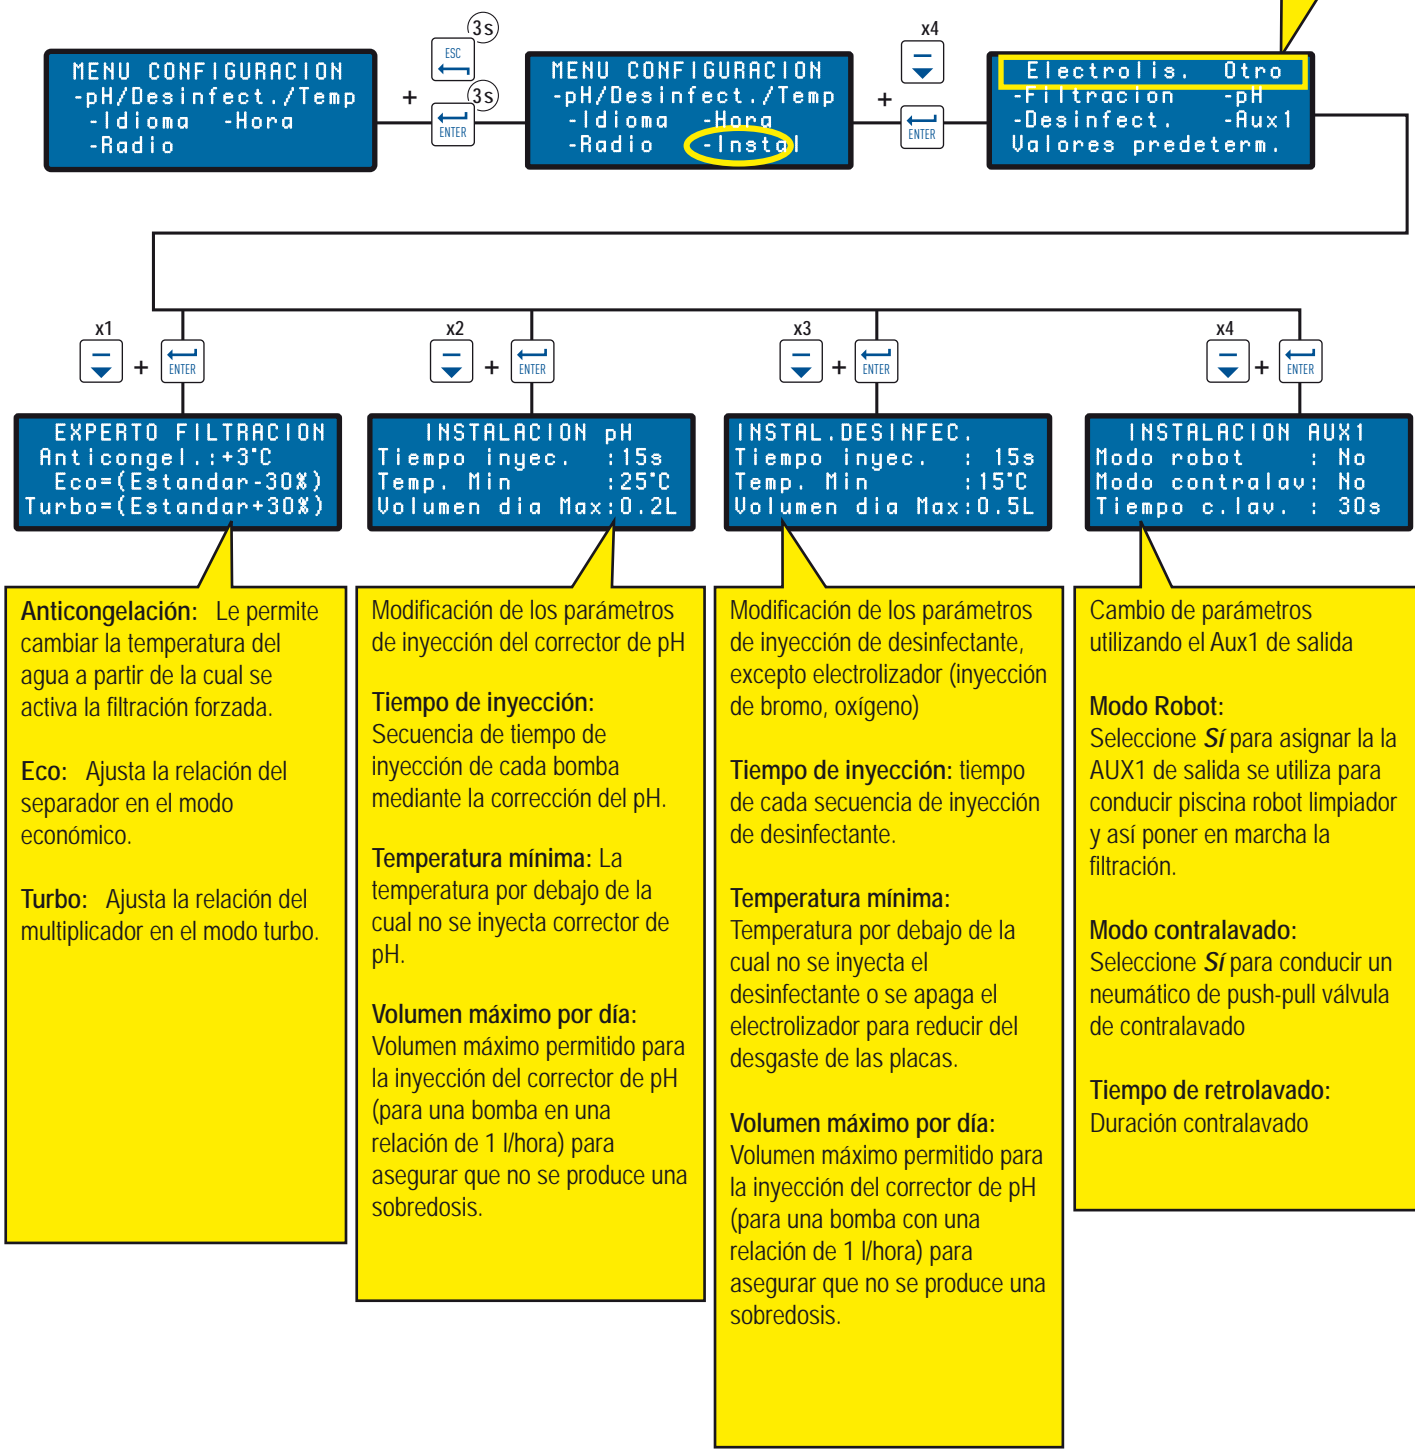 3s
ESC
3s
ENTER
x4
ENTER
MENU CONFIGURACION
-pH/Desinfect./Temp
-Idioma -Hora
-Radio
+
MENU CONFIGURACION
-pH/Desinfect./Temp
-Idioma -Hora
-Radio -Instal
+
Electrolis. Otro
-Filtracion -pH
-Desinfect. -Aux1
Valores predeterm.
x1
+
ENTER
x2
+
ENTER
x3
+
ENTER
x4
+
ENTER
EXPERTO FILTRACION
Anticongel.:+3°C
Eco=(Estandar-30%)
Turbo=(Estandar+30%)
INSTALACION pH
Tiempo inyec. :15s
Temp. Min :25°C
Volumen dia Max:0.2L
INSTAL.DESINFEC.
Tiempo inyec. : 15s
Temp. Min :15°C
Volumen dia Max:0.5L
INSTALACION AUX1
Modo robot : No
Modo contralav: No
Tiempo c.lav. : 30s
Anticongelación: Le permite
cambiar la temperatura del
agua a partir de la cual se
activa la filtración forzada.
Eco: Ajusta la relación del
separador en el modo
económico.
Turbo: Ajusta la relación del
multiplicador en el modo turbo.
Modificación de los parámetros
de inyección del corrector de pH
Tiempo de inyección:
Secuencia de tiempo de
inyección de cada bomba
mediante la corrección del pH.
Temperatura mínima: La
temperatura por debajo de la
cual no se inyecta corrector de
pH.
Volumen máximo por día:
Volumen máximo permitido para
la inyección del corrector de pH
(para una bomba en una
relación de 1 l/hora) para
asegurar que no se produce una
sobredosis.
Modificación de los parámetros
de inyección de desinfectante,
excepto electrolizador (inyección
de bromo, oxígeno)
Tiempo de inyección: tiempo
de cada secuencia de inyección
de desinfectante.
Temperatura mínima:
Temperatura por debajo de la
cual no se inyecta el
desinfectante o se apaga el
electrolizador para reducir del
desgaste de las placas.
Volumen máximo por día:
Volumen máximo permitido para
la inyección del corrector de pH
(para una bomba con una
relación de 1 l/hora) para
asegurar que no se produce una
sobredosis.
Cambio de parámetros
utilizando el Aux1 de salida
Modo Robot:
Seleccione Sí para asignar la la
AUX1 de salida se utiliza para
conducir piscina robot limpiador
y así poner en marcha la
filtración.
Modo contralavado:
Seleccione Sí para conducir un
neumático de push-pull válvula
de contralavado
Tiempo de retrolavado:
Duración contralavado